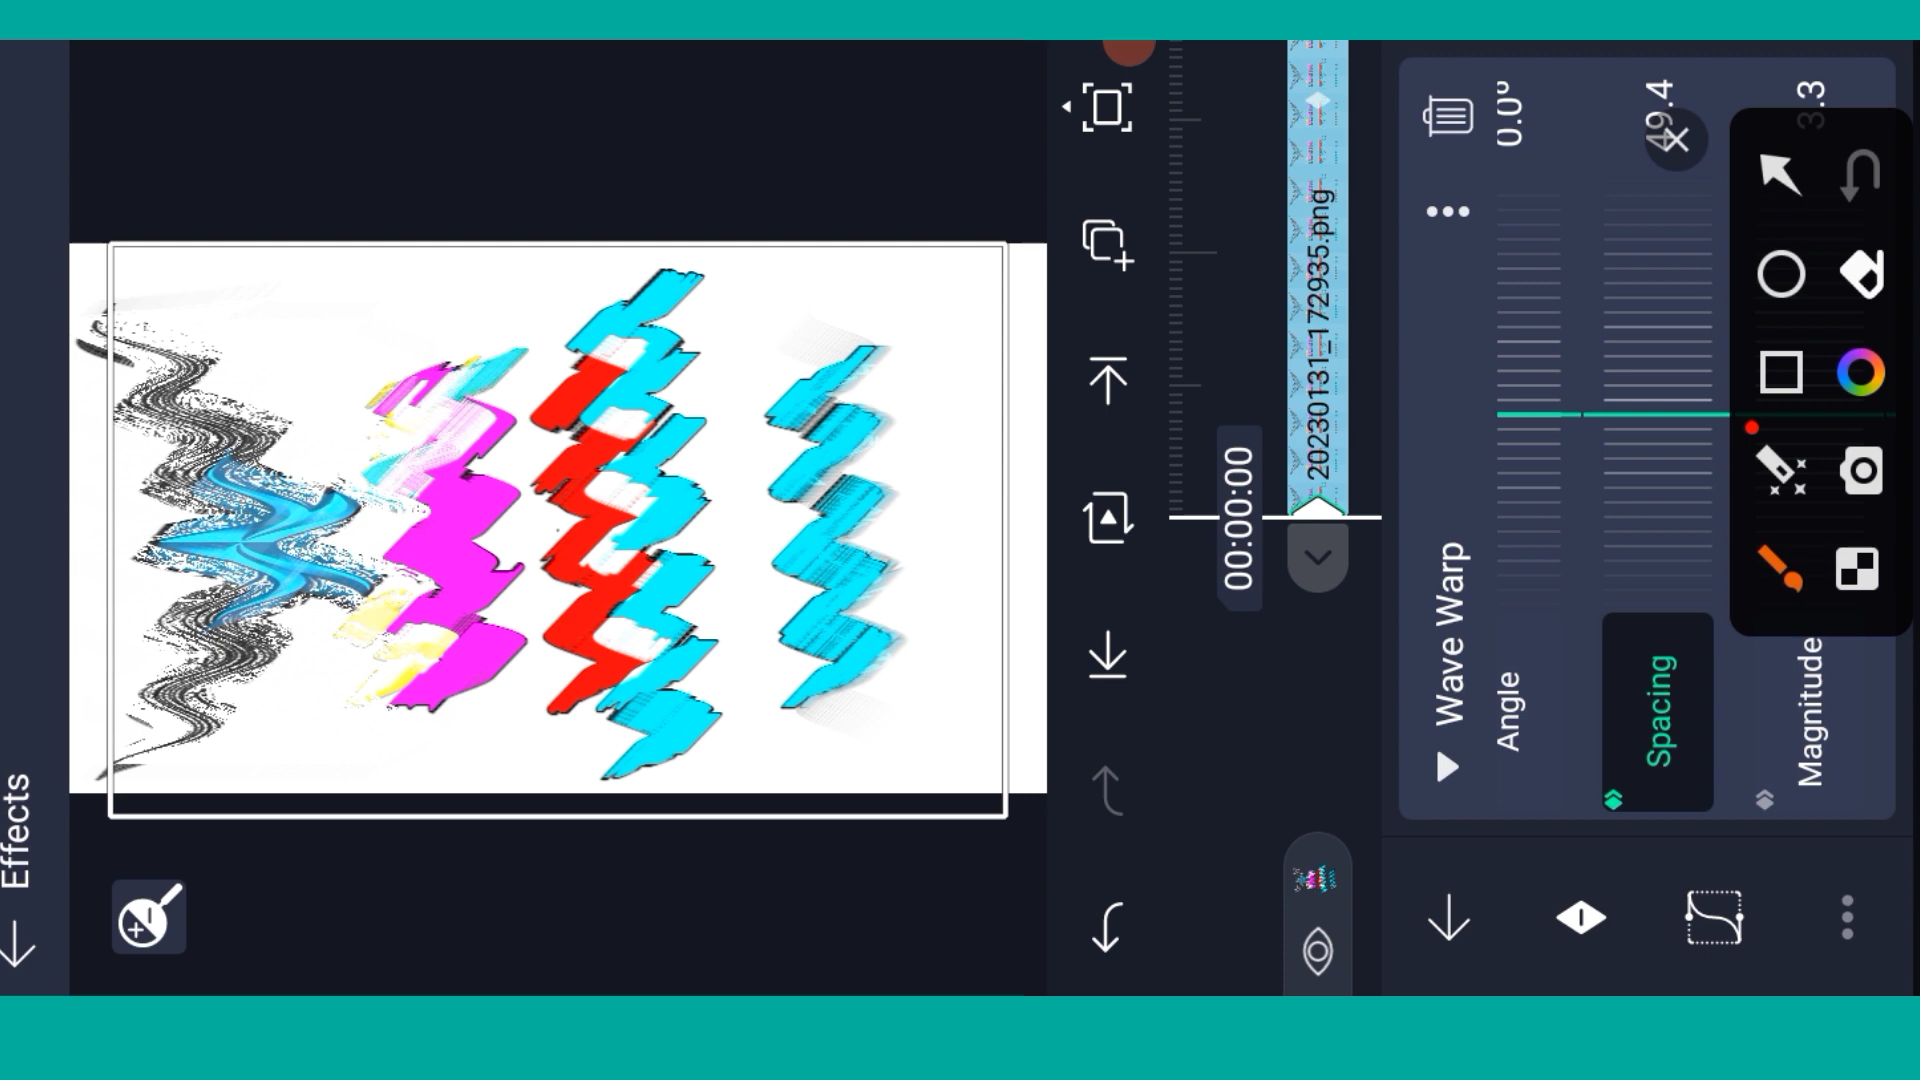 Effects
00:00:00
20230131_172935.png
Wave Warp
Angle
0.0°
Spacing
49.4
Magnitude
3.3